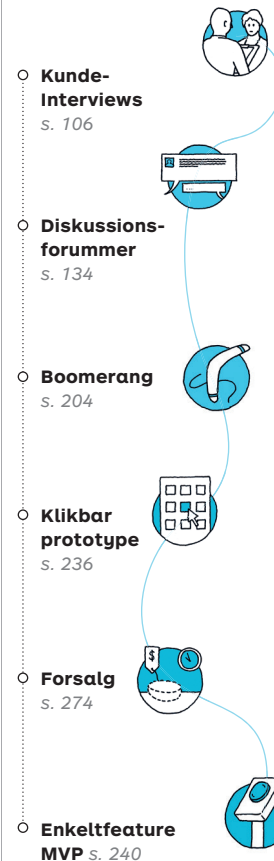 Kunde-
Interviews
s. 106
Diskussions-
forummer
s. 134
Boomerang
s. 204
Klikbar
prototype
s. 236
$
Forsalg
s. 274
Enkeltfeature
MVP s. 240